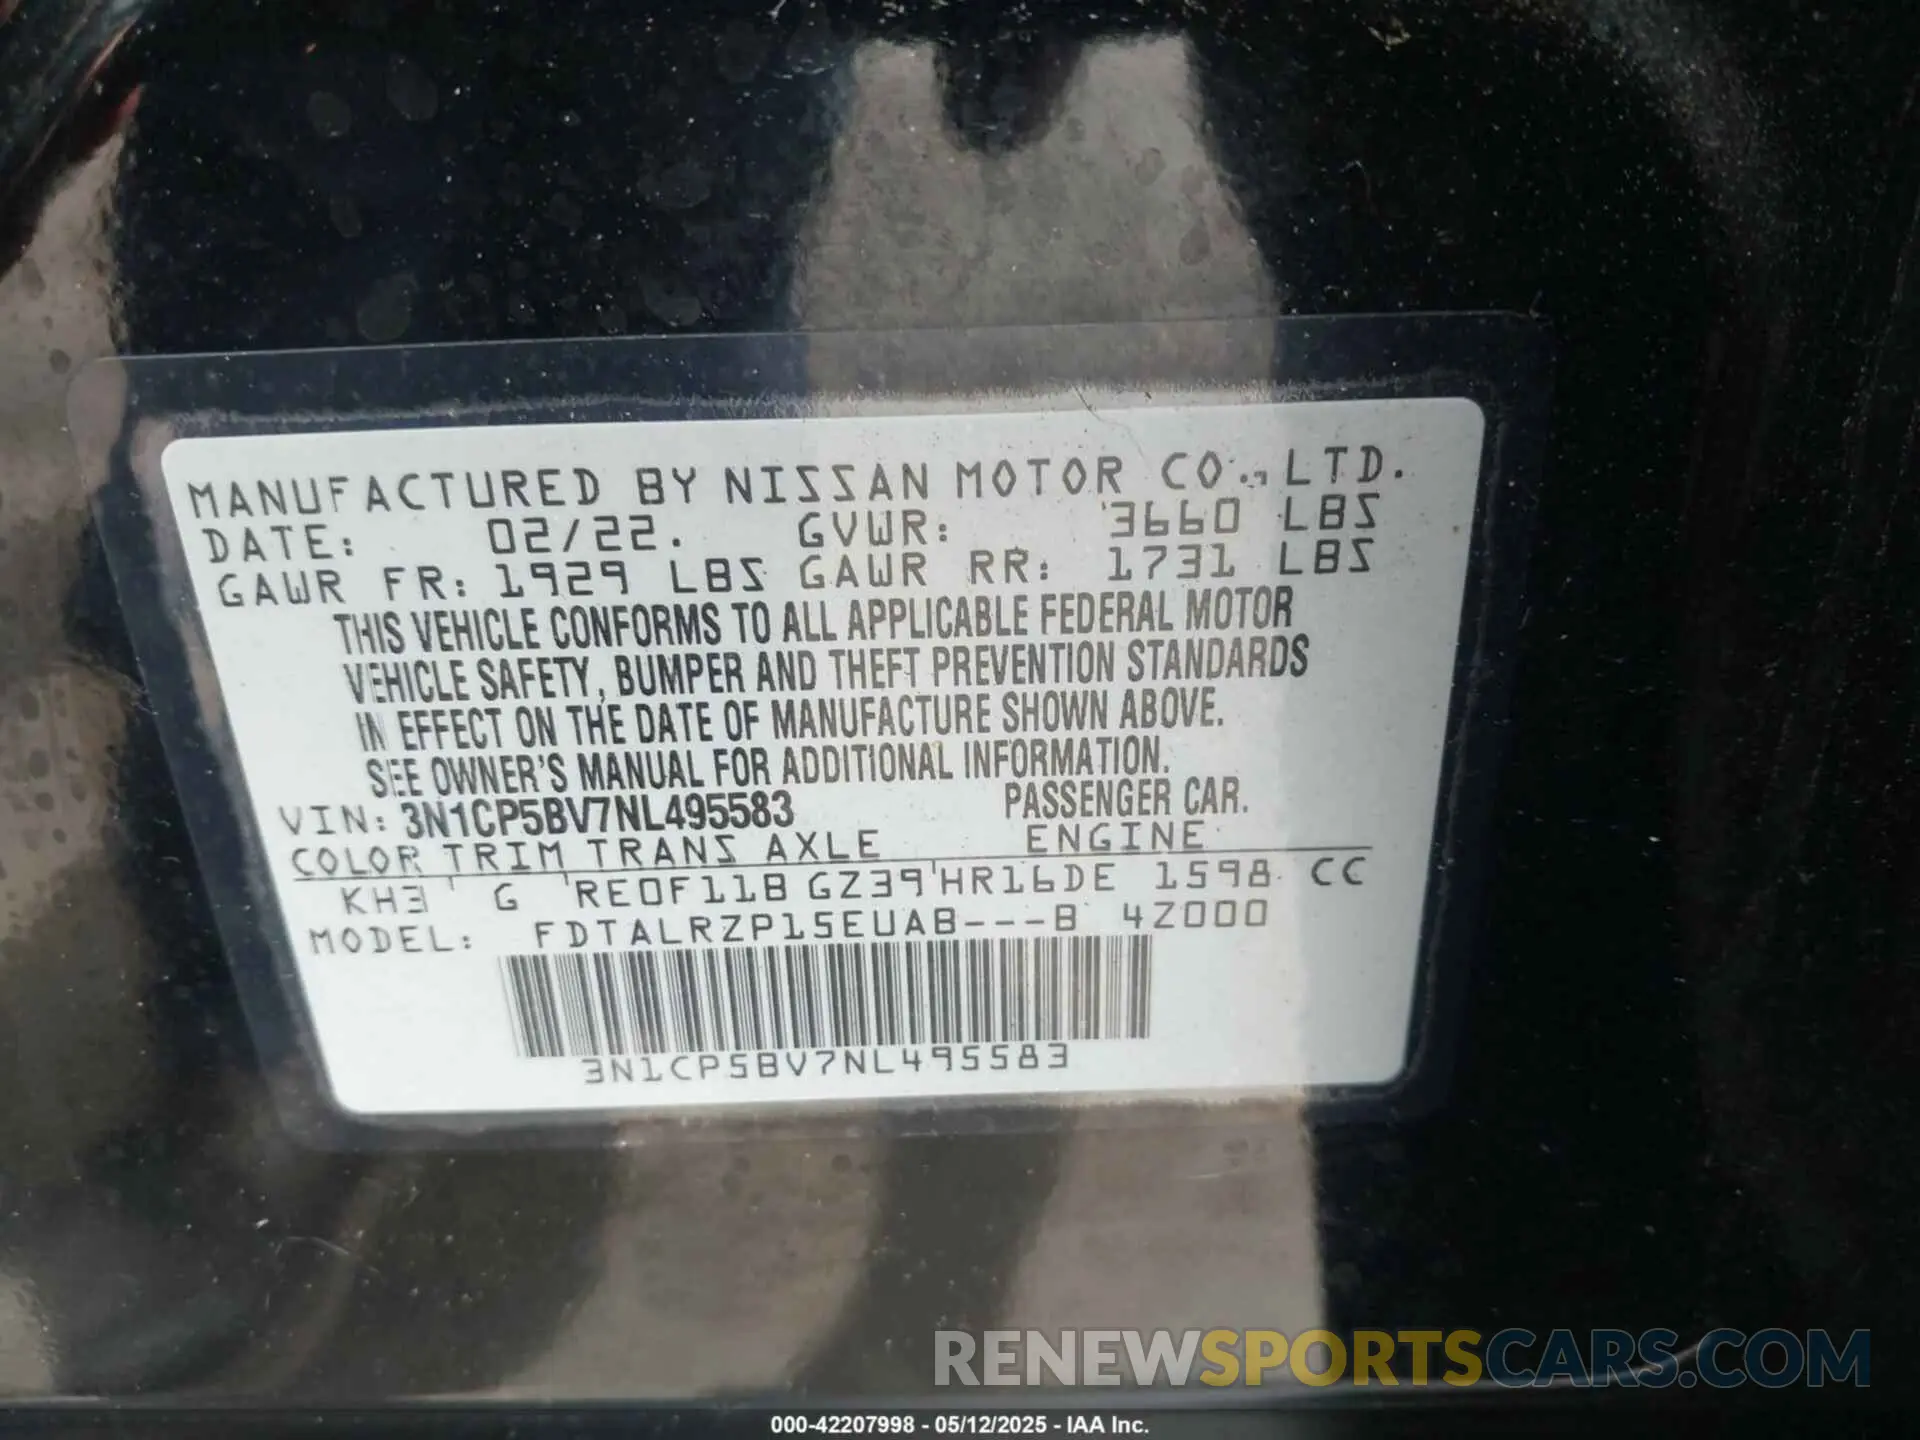 MANUFACTURED BY NISSAN MOTOR CO., LTD.
DATE: 02/22. GVWR: 3660 LBS
GAWR FR: 1929 LBS GAWR RR: 1731 LBS
THIS VEHICLE CONFORMS TO ALL APPLICABLE FEDERAL MOTOR
VEHICLE SAFETY, BUMPER AND THEFT PREVENTION STANDARDS
IN EFFECT ON THE DATE OF MANUFACTURE SHOWN ABOVE.
SEE OWNER'S MANUAL FOR ADDITIONAL INFORMATION.
VIN: 3N1CP5BV7NL495583 PASSENGER CAR.
COLOR TRIM TRANS AXLE ENGINE
KH3 ' G 'RE0F11B GZ39'HR16DE 1598 CC
MODEL: FDTALRZP15EUAB---B 4Z000
3N1CP5BV7NL495583
RENEWSPORTSCARS.COM
000-42207998 - 05/12/2025 - IAA Inc.